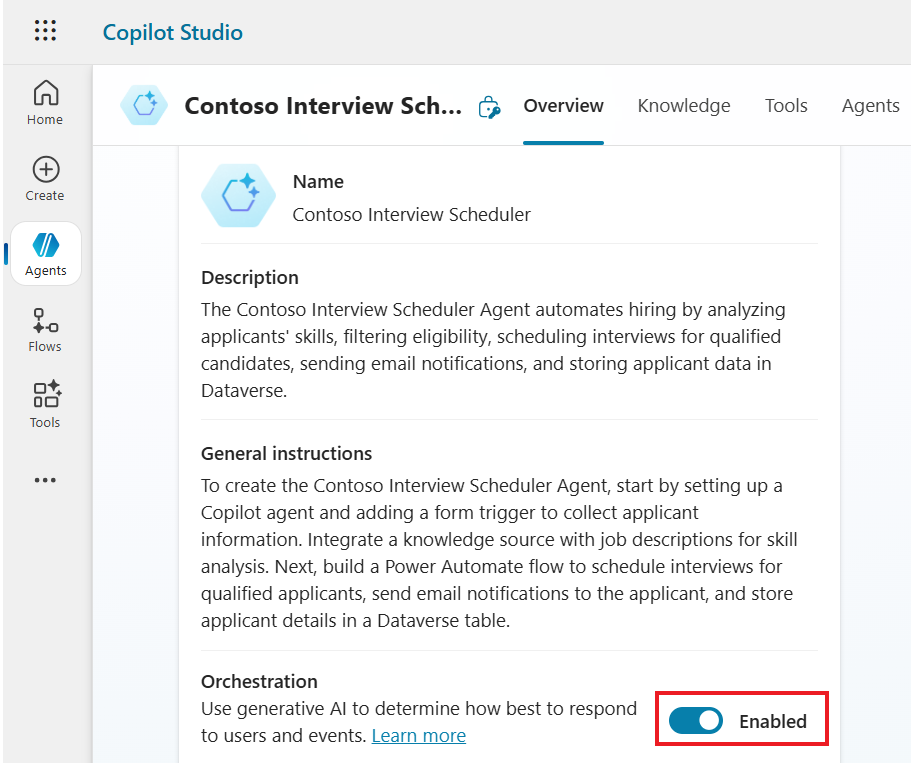 Copilot Studio
Home
Create
Agents
Flows
Tools
Contoso Interview Sch...
Overview
Knowledge
Tools
Agents
Name
Contoso Interview Scheduler
Description
The Contoso Interview Scheduler Agent automates hiring by analyzing
applicants' skills, filtering eligibility, scheduling interviews for qualified
candidates, sending email notifications, and storing applicant data in
Dataverse.
General instructions
To create the Contoso Interview Scheduler Agent, start by setting up a
Copilot agent and adding a form trigger to collect applicant
information. Integrate a knowledge source with job descriptions for skill
analysis. Next, build a Power Automate flow to schedule interviews for
qualified applicants, send email notifications to the applicant, and store
applicant details in a Dataverse table.
Orchestration
Use generative AI to determine how best to respond
to users and events. Learn more
Enabled